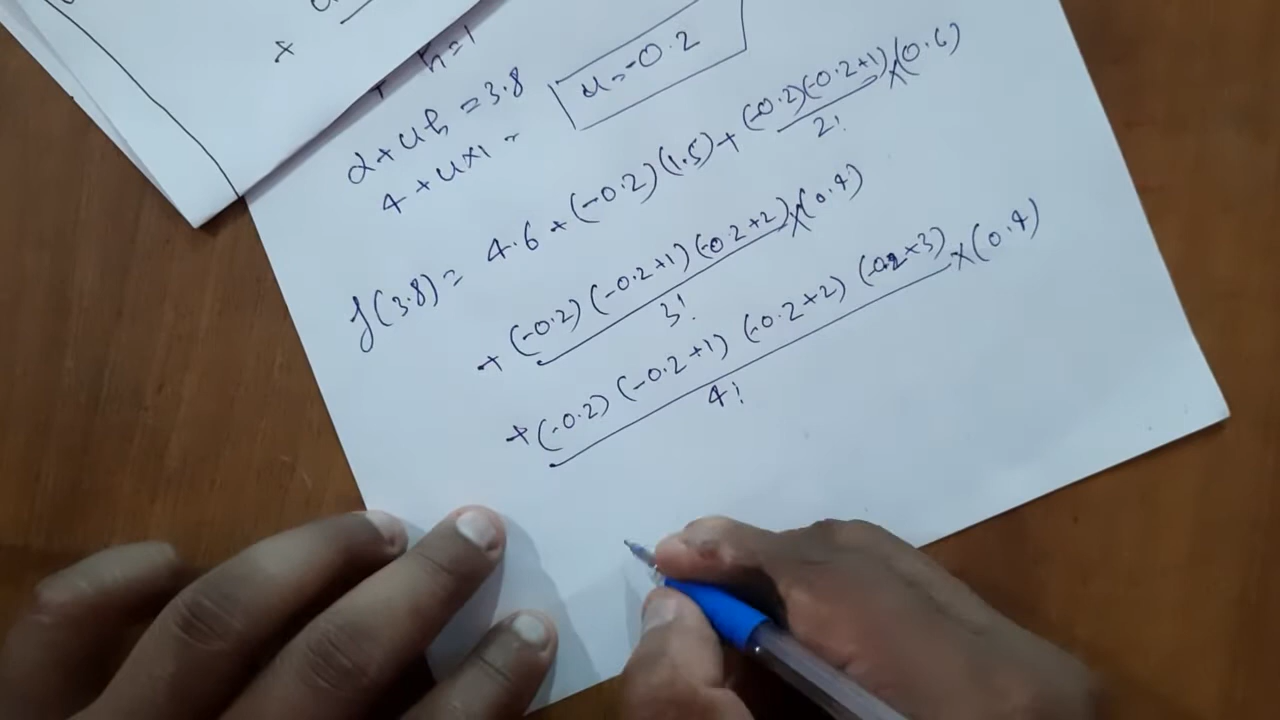 h=1
α+uh = 3.8
4+u×1 =
u=-0.2
f(3.8) = 4.6+(-0.2)(1.5)+(-0.2)(-0.2+1)×(0.6)
2!
+(-0.2)(-0.2+1)(-0.2+2)×(0.4)
3!
+(-0.2)(-0.2+1)(-0.2+2)(-0.2+3)×(0.4)
4!